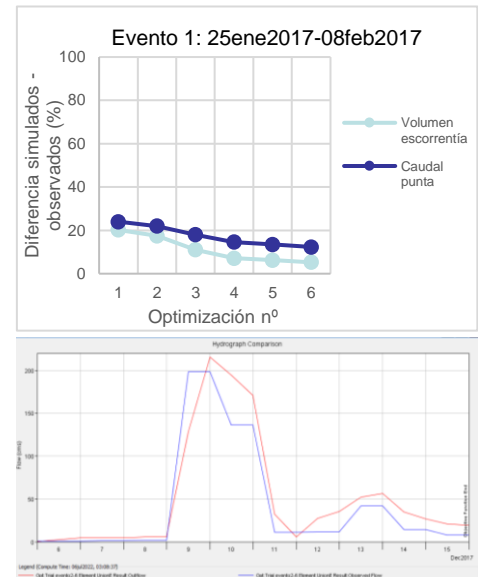 Evento 1: 25ene2017-08feb2017
Diferencia simulados -
observados (%)
100
80
60
40
20
0
1 2 3 4 5 6
Optimización nº
Volumen
escorrentía
Caudal
punta
Hydrograph Comparison
Flow (cms)
200
150
100
50
0
6 7 8 9 10 11 12 13 14 15
Dec2017